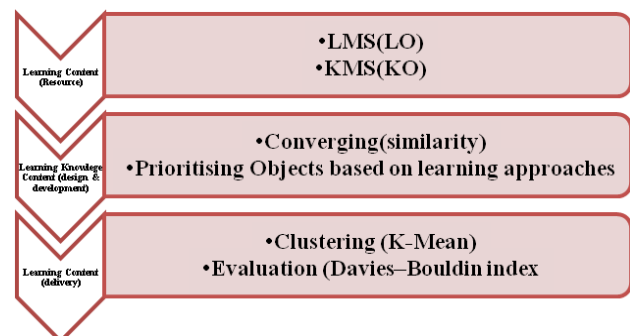 Learning Content
(Resource)
•LMS(LO)
•KMS(KO)
Learning Knowlege
Content (design &
development)
•Converging(similarity)
•Prioritising Objects based on learning approaches
Learning Content
(delivery)
•Clustering (K-Mean)
•Evaluation (Davies–Bouldin index